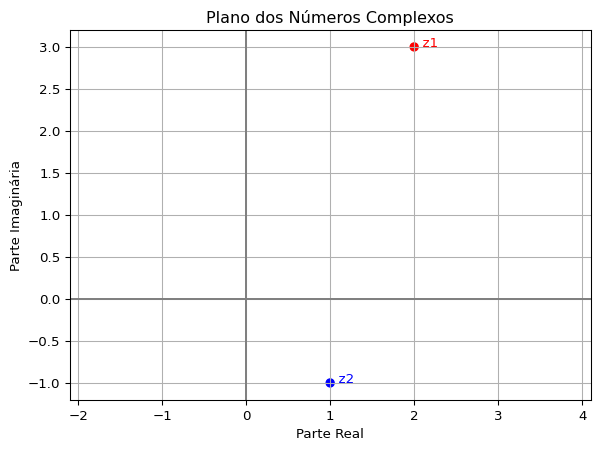 Plano dos Números Complexos
Parte Imaginária
3.0
2.5
2.0
1.5
1.0
0.5
0.0
−0.5
−1.0
z1
z2
−2 −1 0 1 2 3 4
Parte Real